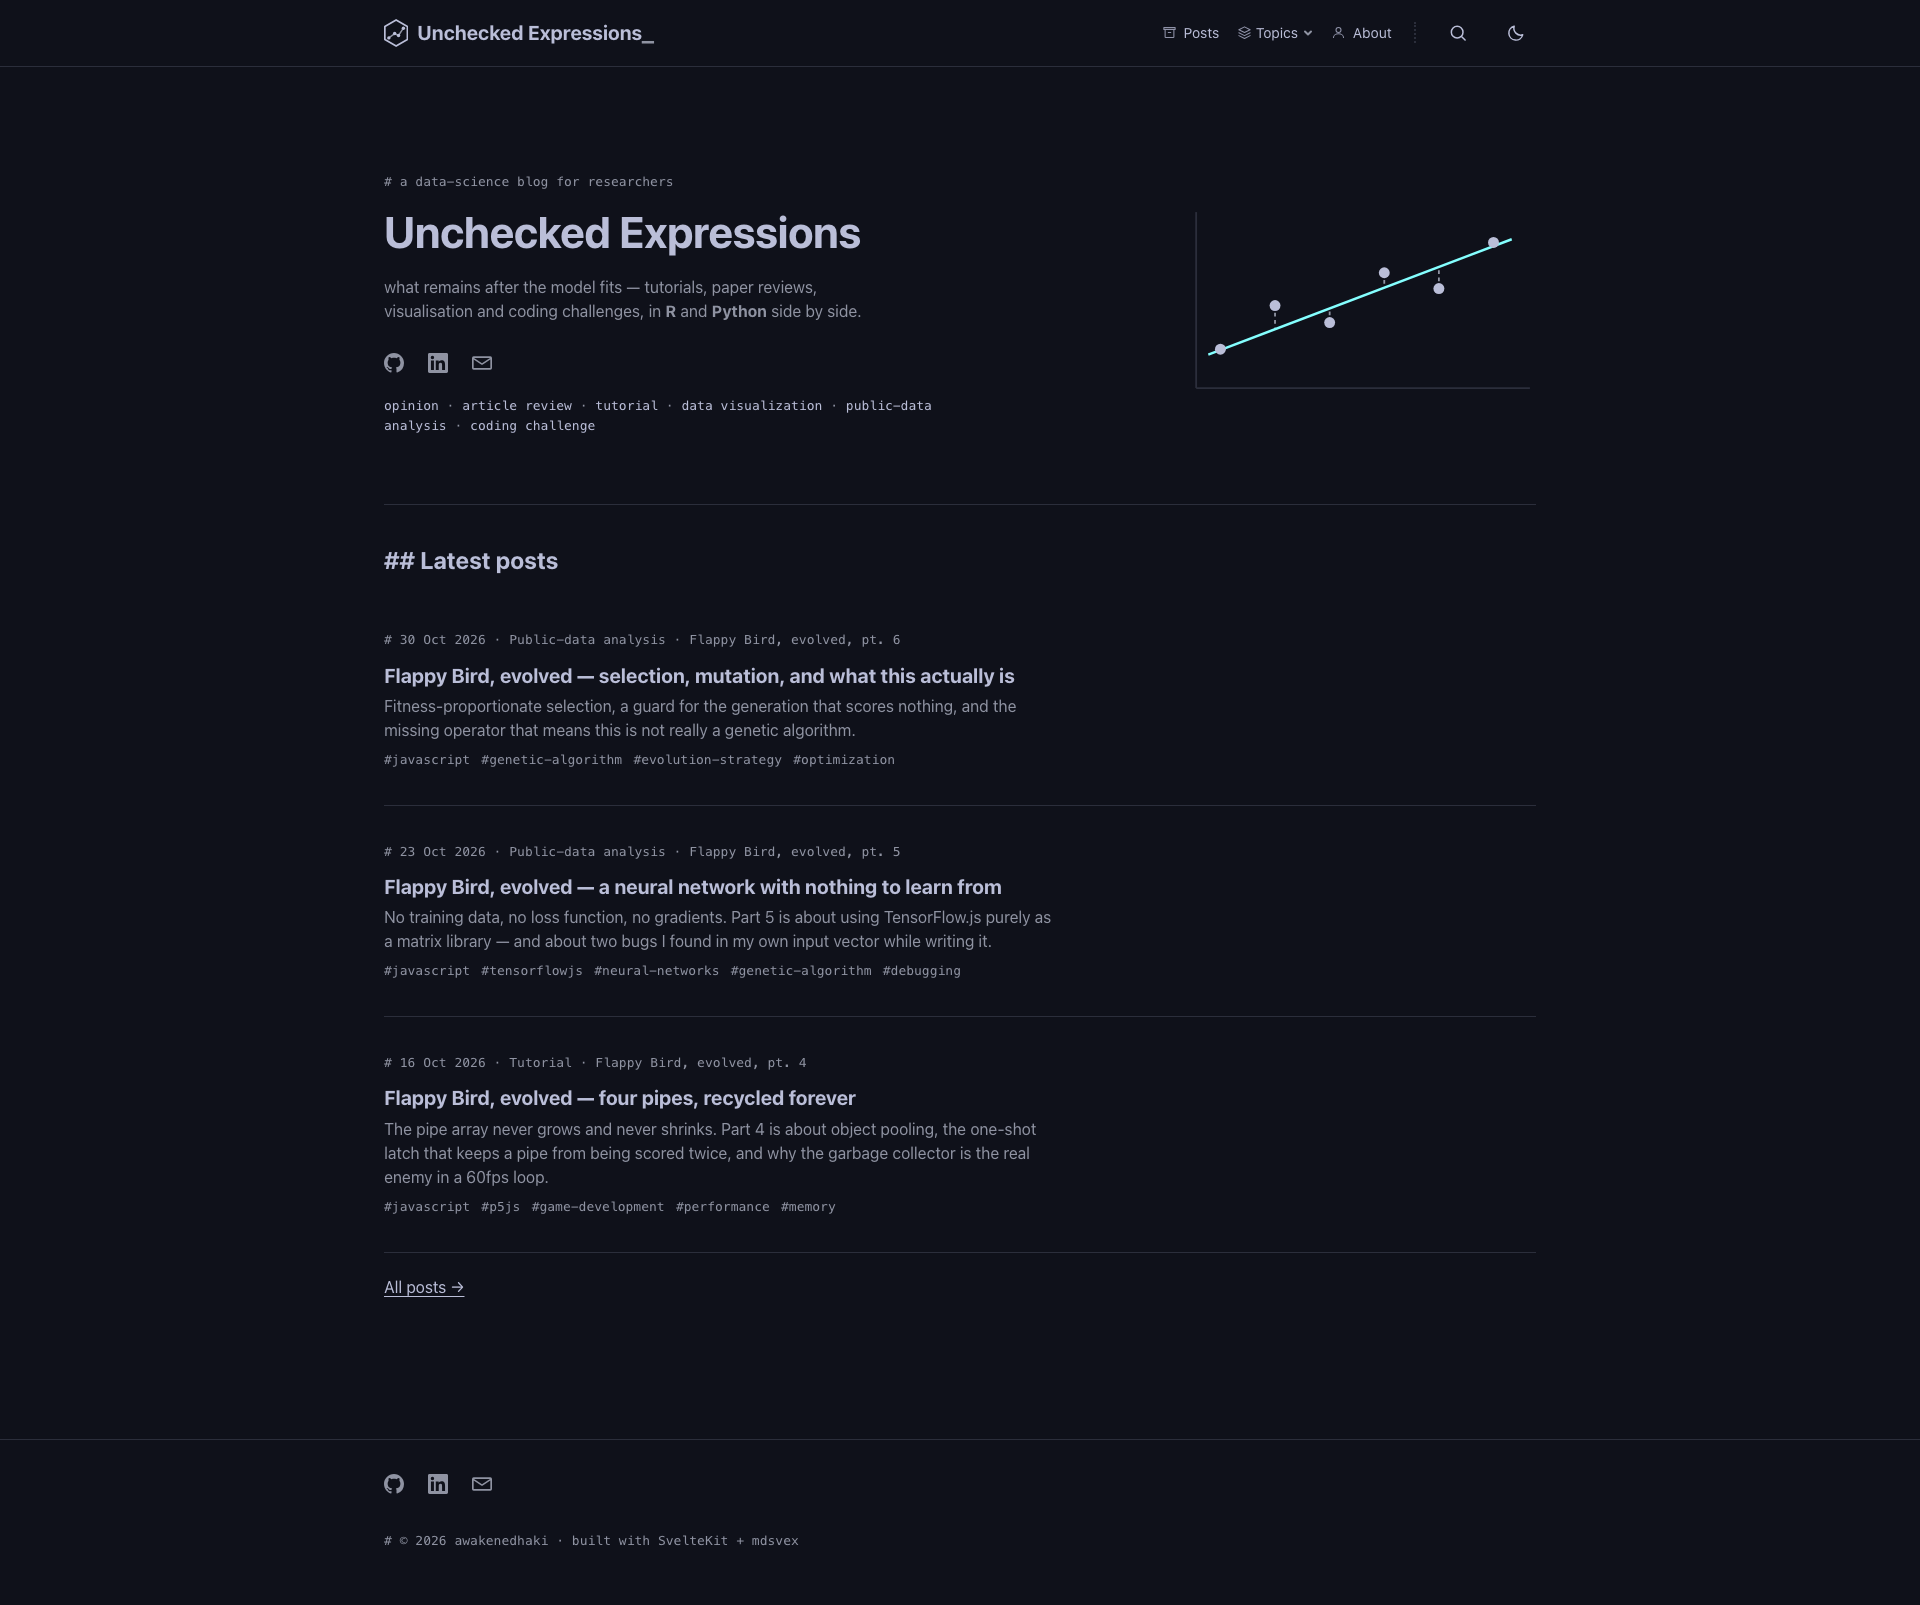 Unchecked Expressions_
Posts
Topics
About
# a data-science blog for researchers
Unchecked Expressions
what remains after the model fits — tutorials, paper reviews,
visualisation and coding challenges, in R and Python side by side.
opinion · article review · tutorial · data visualization · public-data
analysis · coding challenge
## Latest posts
# 30 Oct 2026 · Public-data analysis · Flappy Bird, evolved, pt. 6
Flappy Bird, evolved — selection, mutation, and what this actually is
Fitness-proportionate selection, a guard for the generation that scores nothing, and the
missing operator that means this is not really a genetic algorithm.
#javascript #genetic-algorithm #evolution-strategy #optimization
# 23 Oct 2026 · Public-data analysis · Flappy Bird, evolved, pt. 5
Flappy Bird, evolved — a neural network with nothing to learn from
No training data, no loss function, no gradients. Part 5 is about using TensorFlow.js purely as
a matrix library — and about two bugs I found in my own input vector while writing it.
#javascript #tensorflowjs #neural-networks #genetic-algorithm #debugging
# 16 Oct 2026 · Tutorial · Flappy Bird, evolved, pt. 4
Flappy Bird, evolved — four pipes, recycled forever
The pipe array never grows and never shrinks. Part 4 is about object pooling, the one-shot
latch that keeps a pipe from being scored twice, and why the garbage collector is the real
enemy in a 60fps loop.
#javascript #p5js #game-development #performance #memory
All posts →
# © 2026 awakenedhaki · built with SvelteKit + mdsvex